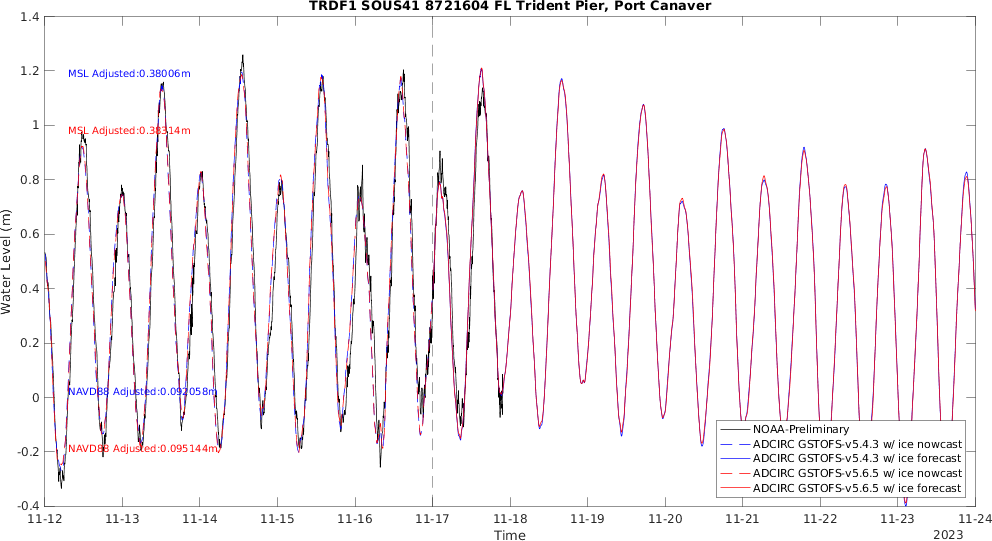 TRDF1 SOUS41 8721604 FL Trident Pier, Port Canaver
1.4
1.2
1
0.8
0.6
0.4
0.2
0
-0.2
-0.4
Water Level (m)
MSL Adjusted:0.38006m
MSL Adjusted:0.38314m
NAVD88 Adjusted:0.092058m
NAVD88 Adjusted:0.095144m
NOAA-Preliminary
ADCIRC GSTOFS-v5.4.3 w/ ice nowcast
ADCIRC GSTOFS-v5.4.3 w/ ice forecast
ADCIRC GSTOFS-v5.6.5 w/ ice nowcast
ADCIRC GSTOFS-v5.6.5 w/ ice forecast
11-12 11-13 11-14 11-15 11-16 11-17 11-18 11-19 11-20 11-21 11-22 11-23 11-24
Time
2023